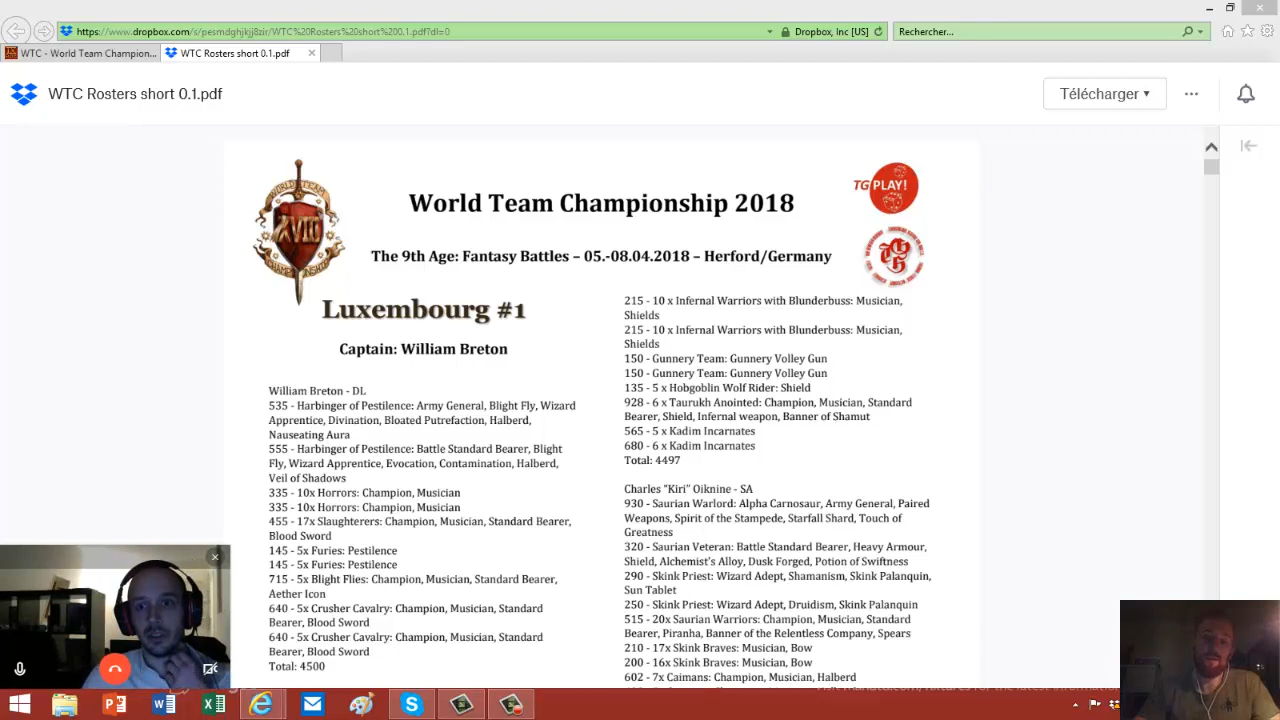 https://www.dropbox.com/s/pesmdghjkjj8zir/WTC%20Rosters%20short%200.1.pdf?dl=0
Dropbox, Inc [US]
Rechercher...
WTC - World Team Champion...
WTC Rosters short 0.1.pdf
WTC Rosters short 0.1.pdf
Télécharger
World Team Championship 2018
TG PLAY!
WORLD TEAM
XVIII
CHAMPIONSHIP
The 9th Age: Fantasy Battles – 05.-08.04.2018 – Herford/Germany
Luxembourg #1
Captain: William Breton
William Breton - DL
535 - Harbinger of Pestilence: Army General, Blight Fly, Wizard
Apprentice, Divination, Bloated Putrefaction, Halberd,
Nauseating Aura
555 - Harbinger of Pestilence: Battle Standard Bearer, Blight
Fly, Wizard Apprentice, Evocation, Contamination, Halberd,
Veil of Shadows
335 - 10x Horrors: Champion, Musician
335 - 10x Horrors: Champion, Musician
455 - 17x Slaughterers: Champion, Musician, Standard Bearer,
Blood Sword
145 - 5x Furies: Pestilence
145 - 5x Furies: Pestilence
715 - 5x Blight Flies: Champion, Musician, Standard Bearer,
Aether Icon
640 - 5x Crusher Cavalry: Champion, Musician, Standard
Bearer, Blood Sword
640 - 5x Crusher Cavalry: Champion, Musician, Standard
Bearer, Blood Sword
Total: 4500
215 - 10 x Infernal Warriors with Blunderbuss: Musician,
Shields
215 - 10 x Infernal Warriors with Blunderbuss: Musician,
Shields
150 - Gunnery Team: Gunnery Volley Gun
150 - Gunnery Team: Gunnery Volley Gun
135 - 5 x Hobgoblin Wolf Rider: Shield
928 - 6 x Taurukh Anointed: Champion, Musician, Standard
Bearer, Shield, Infernal weapon, Banner of Shamut
565 - 5 x Kadim Incarnates
680 - 6 x Kadim Incarnates
Total: 4497
Charles “Kiri” Oiknine - SA
930 - Saurian Warlord: Alpha Carnosaur, Army General, Paired
Weapons, Spirit of the Stampede, Starfall Shard, Touch of
Greatness
320 - Saurian Veteran: Battle Standard Bearer, Heavy Armour,
Shield, Alchemist's Alloy, Dusk Forged, Potion of Swiftness
290 - Skink Priest: Wizard Adept, Shamanism, Skink Palanquin,
Sun Tablet
250 - Skink Priest: Wizard Adept, Druidism, Skink Palanquin
515 - 20x Saurian Warriors: Champion, Musician, Standard
Bearer, Piranha, Banner of the Relentless Company, Spears
210 - 17x Skink Braves: Musician, Bow
200 - 16x Skink Braves: Musician, Bow
602 - 7x Caimans: Champion, Musician, Halberd